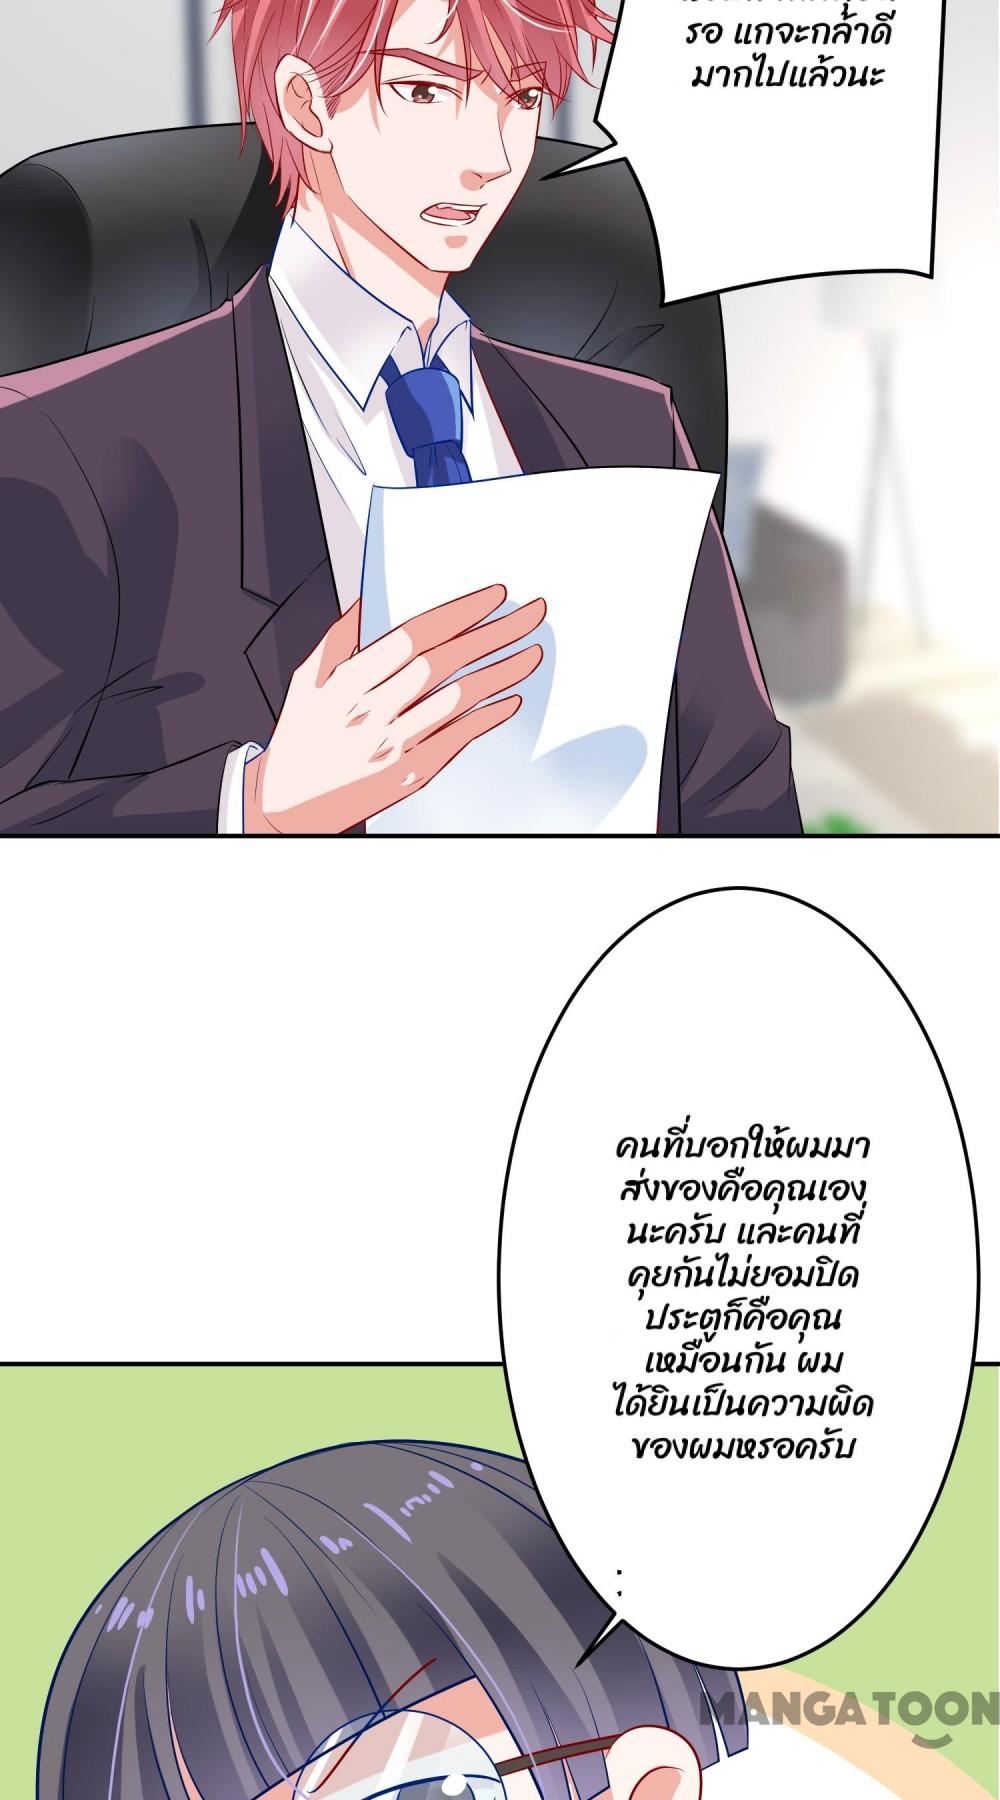 รอ แกจะกล้าดี
มากไปแล้วนะ
คนที่บอกให้ผมมา
ส่งของคือคุณเอง
นะครับ และคนที่
คุยกันไม่ยอมปิด
ประตูก็คือคุณ
เหมือนกัน ผม
ได้ยินเป็นความผิด
ของผมหรอครับ
MANGATOON